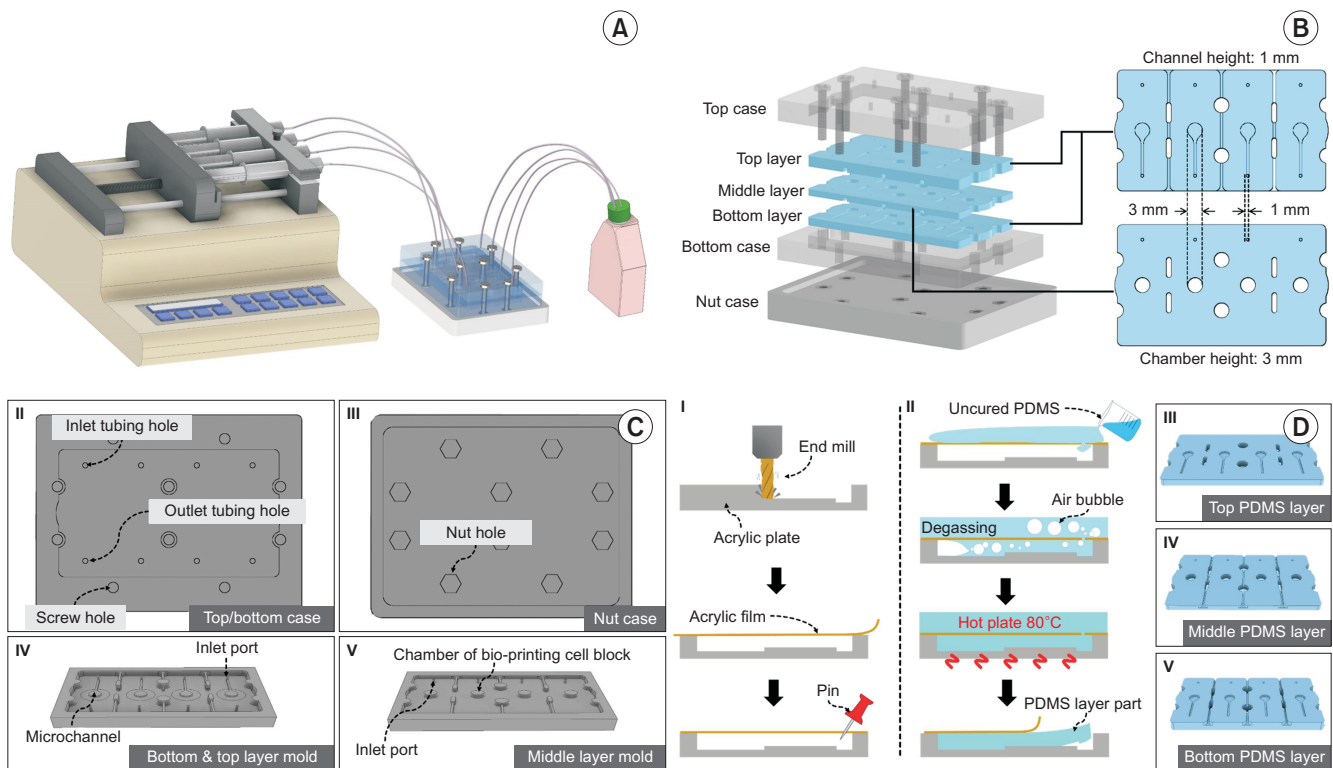 A
B
Channel height: 1 mm
Top case
Top layer
Middle layer
Bottom layer
Bottom case
Nut case
3 mm
1 mm
Chamber height: 3 mm
C
II
Inlet tubing hole
Outlet tubing hole
Screw hole
Top/bottom case
III
Nut hole
Nut case
IV
Inlet port
Microchannel
Bottom & top layer mold
V
Chamber of bio-printing cell block
Inlet port
Middle layer mold
D
I
End mill
Acrylic plate
Acrylic film
Pin
II
Uncured PDMS
Air bubble
Degassing
Hot plate 80°C
PDMS layer part
III
Top PDMS layer
IV
Middle PDMS layer
V
Bottom PDMS layer